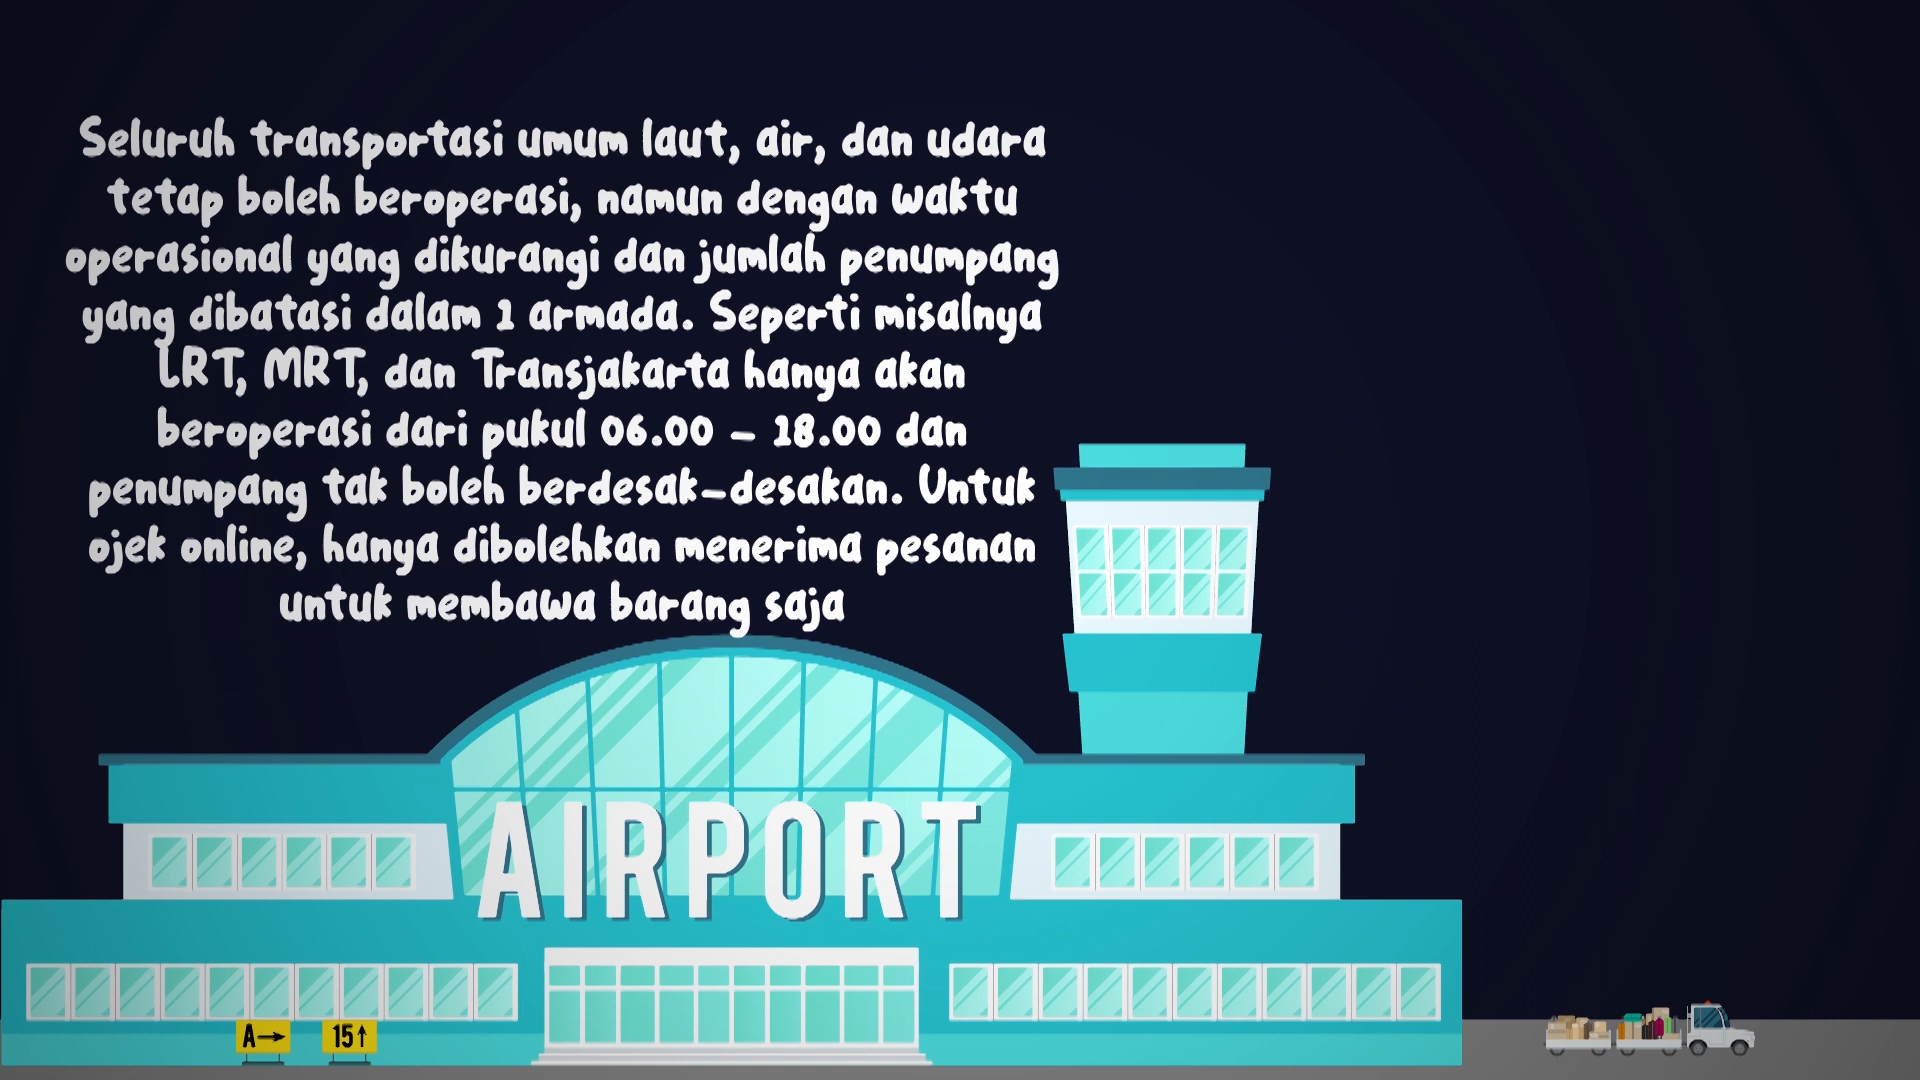 Seluruh transportasi umum laut, air, dan udara
tetap boleh beroperasi, namun dengan waktu
operasional yang dikurangi dan jumlah penumpang
yang dibatasi dalam 1 armada. Seperti misalnya
LRT, MRT, dan Transjakarta hanya akan
beroperasi dari pukul 06.00 - 18.00 dan
penumpang tak boleh berdesak-desakan. Untuk
ojek online, hanya dibolehkan menerima pesanan
untuk membawa barang saja
AIRPORT
A→ 15↑